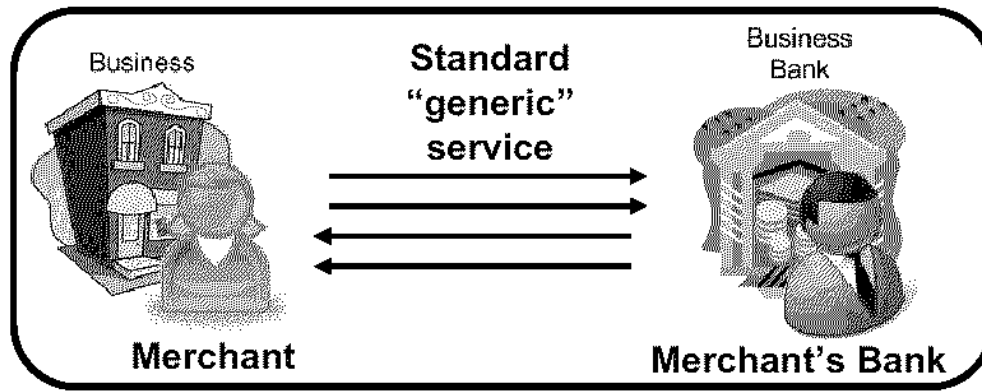 Business
Standard
“generic”
service
Business
Bank
Merchant
Merchant's Bank